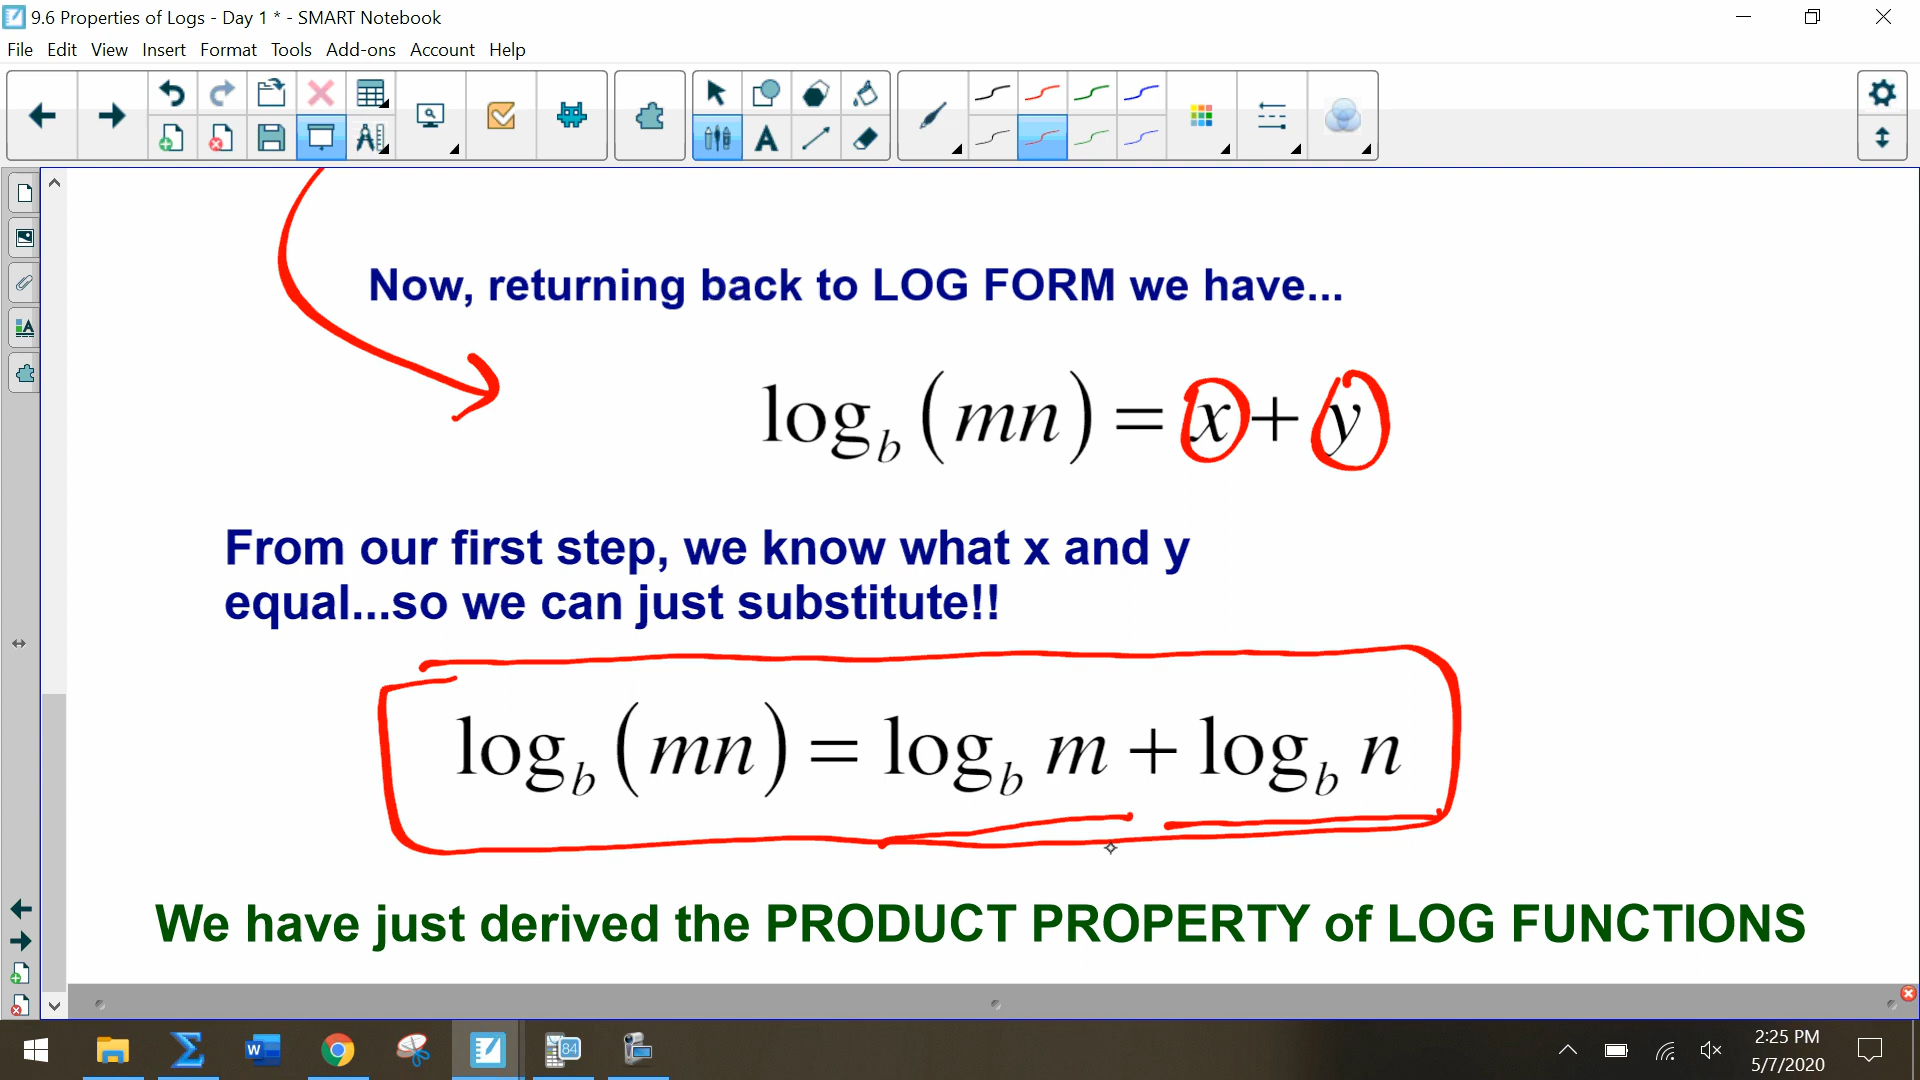 9.6 Properties of Logs - Day 1 * - SMART Notebook
File Edit View Insert Format Tools Add-ons Account Help
Now, returning back to LOG FORM we have...
log_b (mn) = x + y
From our first step, we know what x and y
equal...so we can just substitute!!
log_b (mn) = log_b m + log_b n
We have just derived the PRODUCT PROPERTY of LOG FUNCTIONS
2:25 PM
5/7/2020